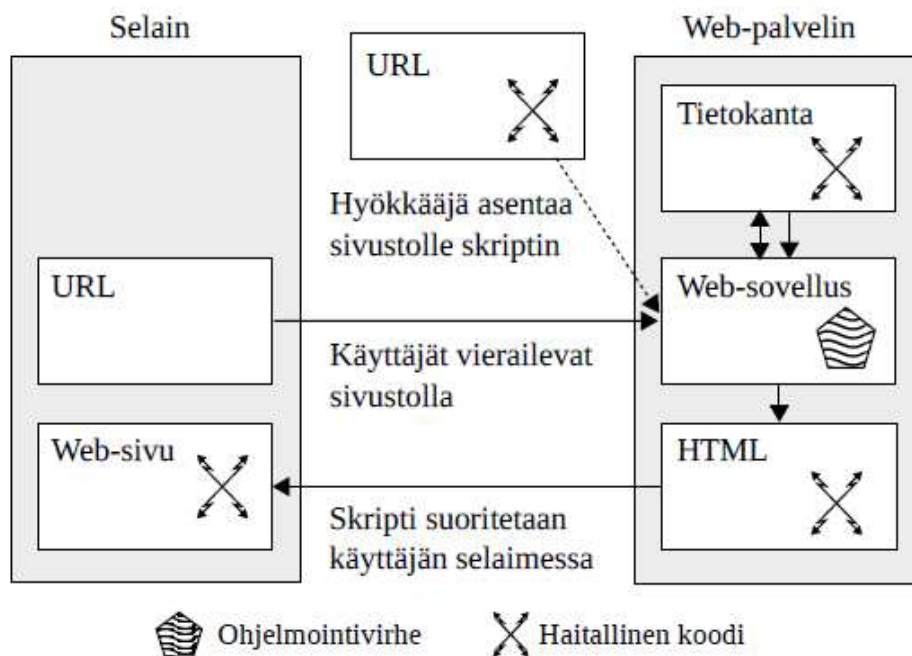 Selain
Web-palvelin
URL
Tietokanta
Hyökkääjä asentaa
sivustolle skriptin
URL
Web-sovellus
Käyttäjät vierailevat
sivustolla
Web-sivu
HTML
Skripti suoritetaan
käyttäjän selaimessa
Ohjelmointivirhe
Haitallinen koodi